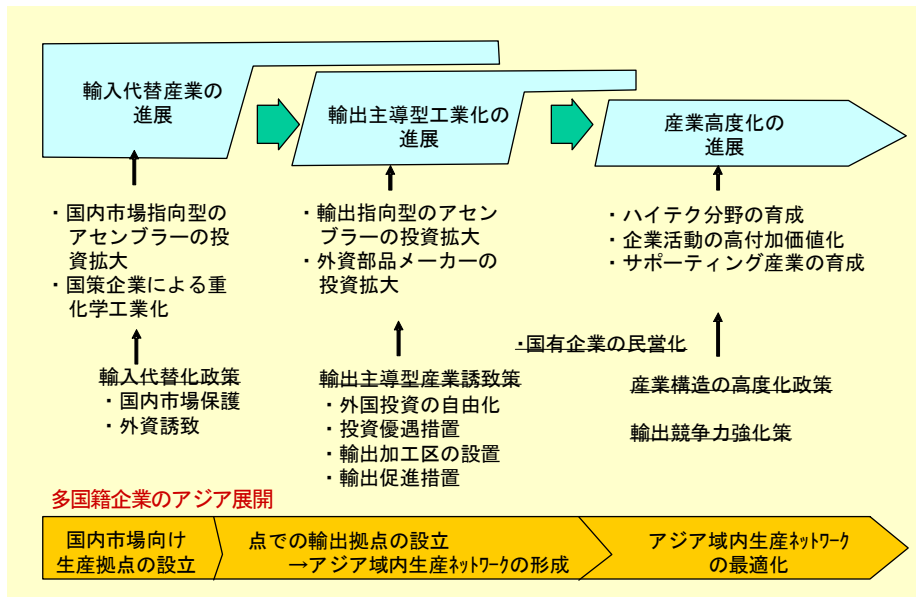 輸入代替産業の
進展
輸出主導型工業化の
進展
産業高度化の
進展
・国内市場指向型の
アセンブラーの投
資拡大
・国策企業による重
化学工業化
・輸出指向型のアセン
ブラーの投資拡大
・外資部品メーカーの
投資拡大
・ハイテク分野の育成
・企業活動の高付加価値化
・サポーティング産業の育成
・国有企業の民営化
輸入代替化政策
・国内市場保護
・外資誘致
輸出主導型産業誘致策
・外国投資の自由化
・投資優遇措置
・輸出加工区の設置
・輸出促進措置
産業構造の高度化政策
輸出競争力強化策
多国籍企業のアジア展開
国内市場向け
生産拠点の設立
点での輸出拠点の設立
→アジア域内生産ﾈｯﾄﾜｰｸの形成
アジア域内生産ﾈｯﾄﾜｰｸ
の最適化